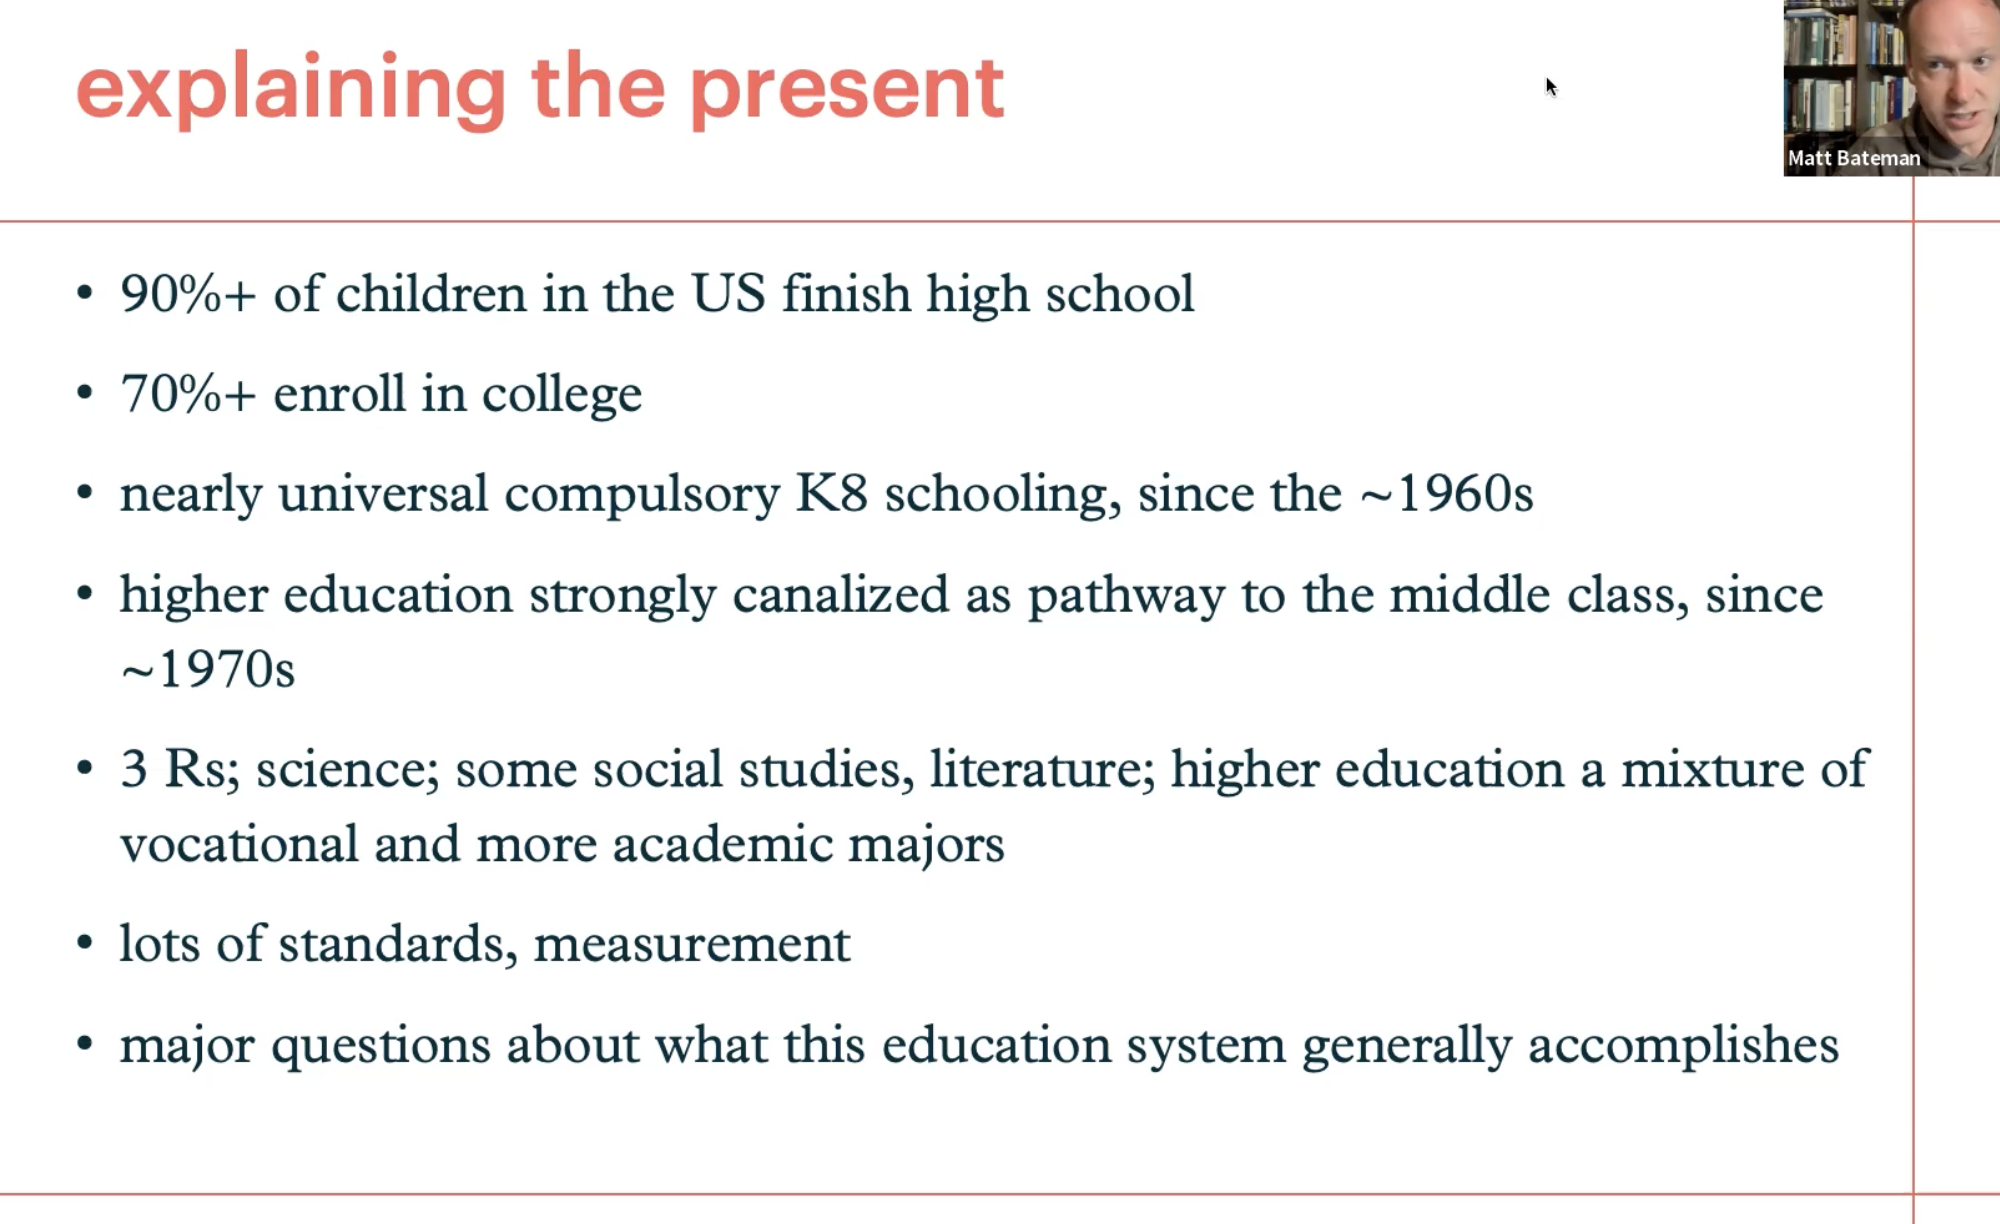 explaining the present
Matt Bateman
• 90%+ of children in the US finish high school
• 70%+ enroll in college
• nearly universal compulsory K8 schooling, since the ~1960s
• higher education strongly canalized as pathway to the middle class, since
~1970s
• 3 Rs; science; some social studies, literature; higher education a mixture of
vocational and more academic majors
• lots of standards, measurement
• major questions about what this education system generally accomplishes